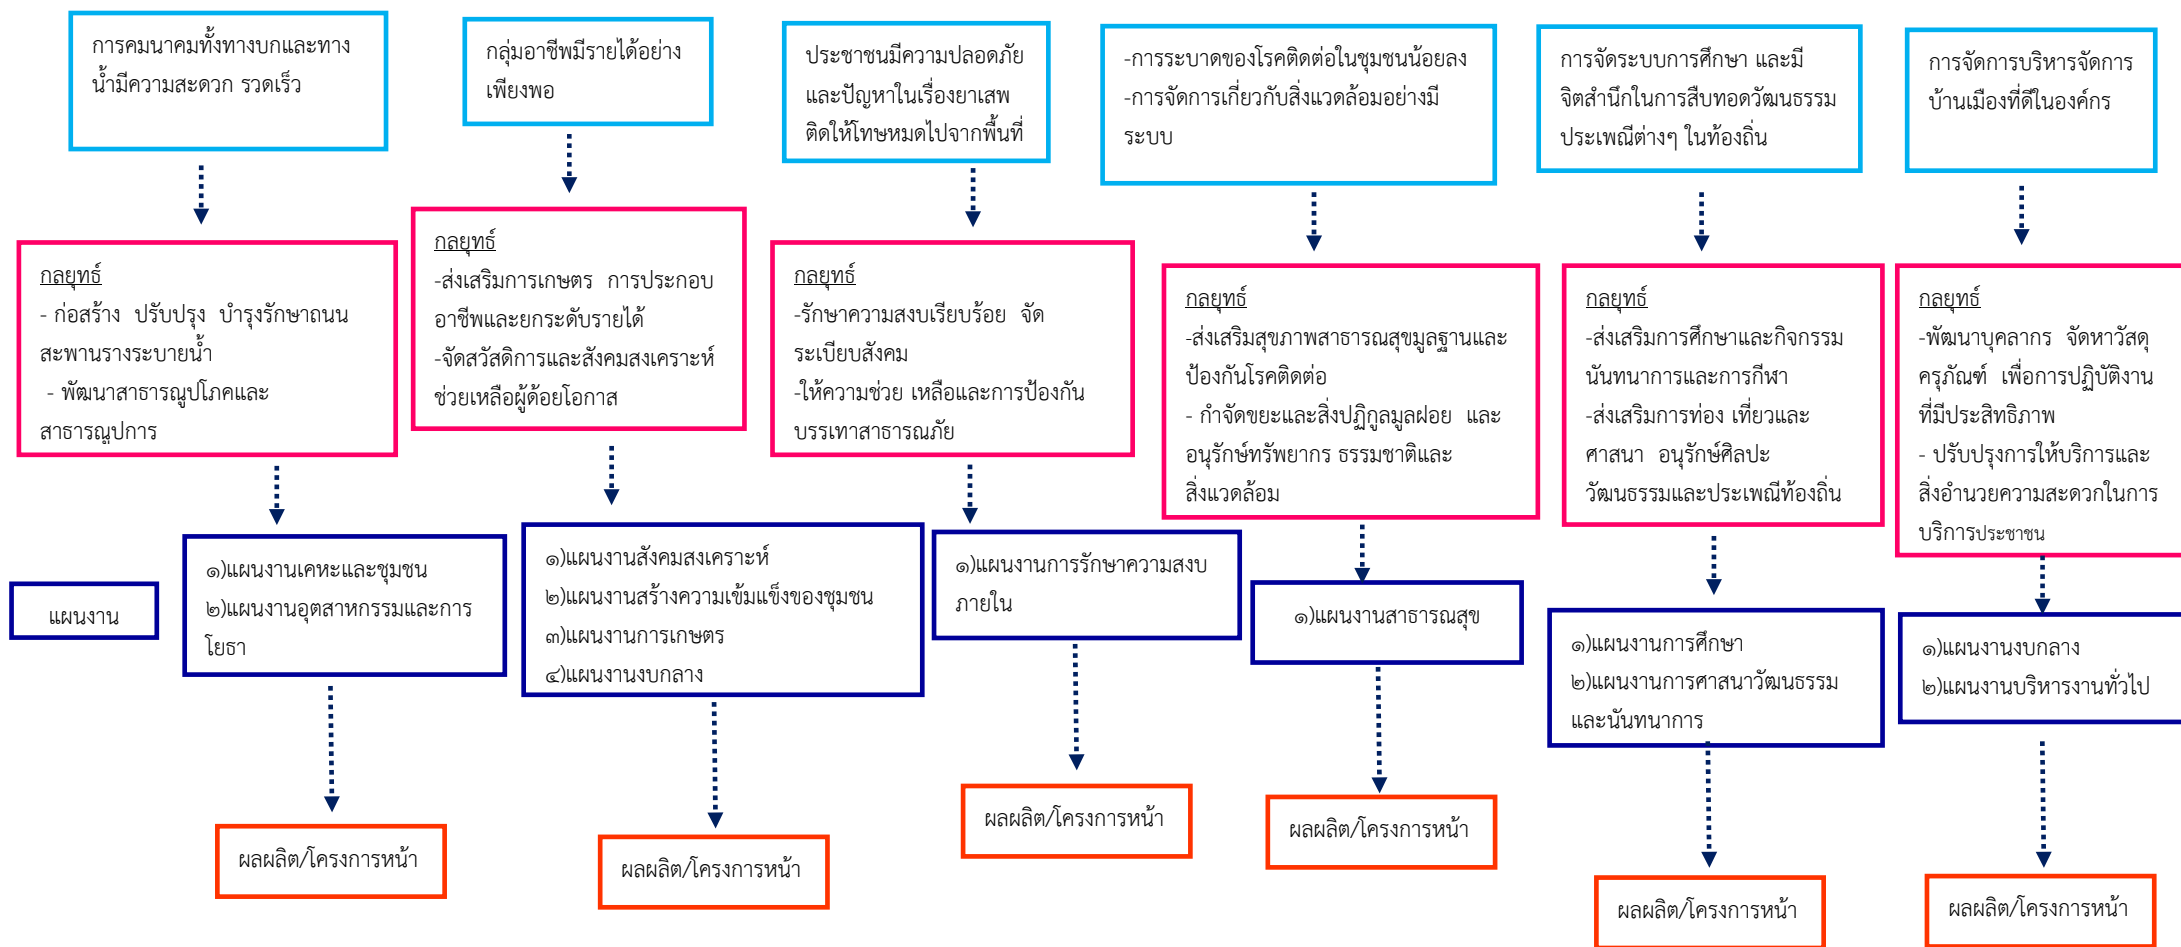 การคมนาคมทั้งทางบกและทาง
น้ำมีความสะดวก รวดเร็ว
กลุ่มอาชีพมีรายได้อย่าง
เพียงพอ
ประชาชนมีความปลอดภัย
และปัญหาในเรื่องยาเสพ
ติดให้โทษหมดไปจากพื้นที่
-การระบาดของโรคติดต่อในชุมชนน้อยลง
-การจัดการเกี่ยวกับสิ่งแวดล้อมอย่างมี
ระบบ
การจัดระบบการศึกษา และมี
จิตสำนึกในการสืบทอดวัฒนธรรม
ประเพณีต่างๆ ในท้องถิ่น
การจัดการบริหารจัดการ
บ้านเมืองที่ดีในองค์กร
กลยุทธ์
- ก่อสร้าง ปรับปรุง บำรุงรักษาถนน
สะพานรางระบายน้ำ
- พัฒนาสาธารณูปโภคและ
สาธารณูปการ
กลยุทธ์
-ส่งเสริมการเกษตร การประกอบ
อาชีพและยกระดับรายได้
-จัดสวัสดิการและสังคมสงเคราะห์
ช่วยเหลือผู้ด้อยโอกาส
กลยุทธ์
-รักษาความสงบเรียบร้อย จัด
ระเบียบสังคม
-ให้ความช่วย เหลือและการป้องกัน
บรรเทาสาธารณภัย
กลยุทธ์
-ส่งเสริมสุขภาพสาธารณสุขมูลฐานและ
ป้องกันโรคติดต่อ
- กำจัดขยะและสิ่งปฏิกูลมูลฝอย และ
อนุรักษ์ทรัพยากร ธรรมชาติและ
สิ่งแวดล้อม
กลยุทธ์
-ส่งเสริมการศึกษาและกิจกรรม
นันทนาการและการกีฬา
-ส่งเสริมการท่อง เที่ยวและ
ศาสนา อนุรักษ์ศิลปะ
วัฒนธรรมและประเพณีท้องถิ่น
กลยุทธ์
-พัฒนาบุคลากร จัดหาวัสดุ
ครุภัณฑ์ เพื่อการปฏิบัติงาน
ที่มีประสิทธิภาพ
- ปรับปรุงการให้บริการและ
สิ่งอำนวยความสะดวกในการ
บริการประชาชน
แผนงาน
๑)แผนงานเคหะและชุมชน
๒)แผนงานอุตสาหกรรมและการ
โยธา
๑)แผนงานสังคมสงเคราะห์
๒)แผนงานสร้างความเข้มแข็งของชุมชน
๓)แผนงานการเกษตร
๔)แผนงานงบกลาง
๑)แผนงานการรักษาความสงบ
ภายใน
๑)แผนงานสาธารณสุข
๑)แผนงานการศึกษา
๒)แผนงานการศาสนาวัฒนธรรม
และนันทนาการ
๑)แผนงานงบกลาง
๒)แผนงานบริหารงานทั่วไป
ผลผลิต/โครงการหน้า
ผลผลิต/โครงการหน้า
ผลผลิต/โครงการหน้า
ผลผลิต/โครงการหน้า
ผลผลิต/โครงการหน้า
ผลผลิต/โครงการหน้า